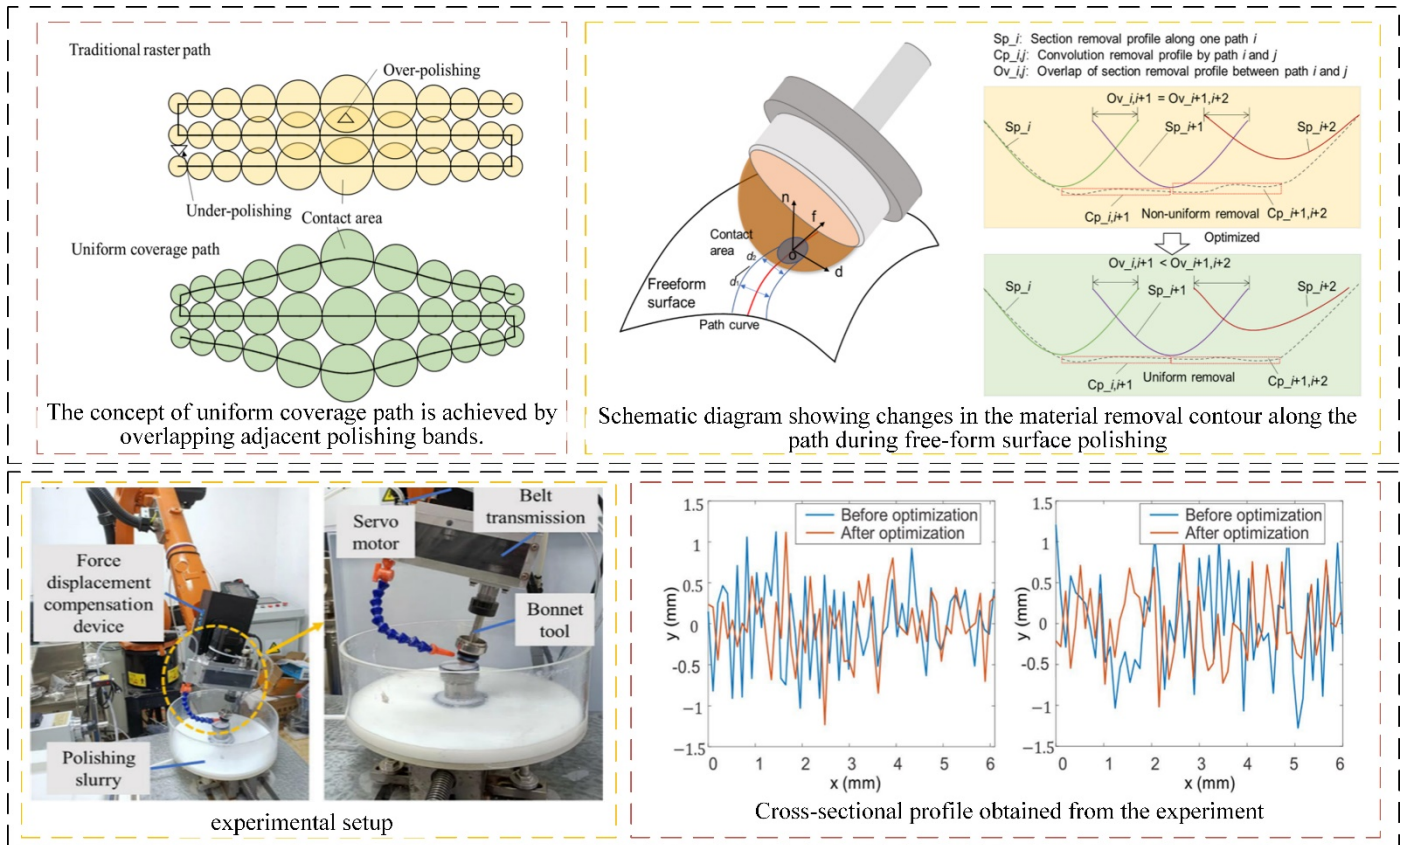 Traditional raster path
Over-polishing
Under-polishing
Contact area
Uniform coverage path
The concept of uniform coverage path is achieved by
overlapping adjacent polishing bands.
n
f
o
d
Contact
area
d₂
d₁
Freeform
surface
Path curve
Sp_i: Section removal profile along one path i
Cp_i,j: Convolution removal profile by path i and j
Ov_i,j: Overlap of section removal profile between path i and j
Ov_i,i+1 = Ov_i+1,i+2
Sp_i
Sp_i+1
Sp_i+2
Cp_i,i+1
Non-uniform removal
Cp_i+1,i+2
Optimized
Ov_i,i+1 < Ov_i+1,i+2
Sp_i
Sp_i+1
Sp_i+2
Cp_i,i+1
Uniform removal
Cp_i+1,i+2
Schematic diagram showing changes in the material removal contour along the
path during free-form surface polishing
Force
displacement
compensation
device
Polishing
slurry
Servo
motor
Belt
transmission
Bonnet
tool
experimental setup
Before optimization
After optimization
1.5
1
0.5
0
-0.5
-1
-1.5
y (mm)
0 1 2 3 4 5 6
x (mm)
Before optimization
After optimization
1.5
1
0.5
0
-0.5
-1
-1.5
y (mm)
0 1 2 3 4 5 6
x (mm)
Cross-sectional profile obtained from the experiment